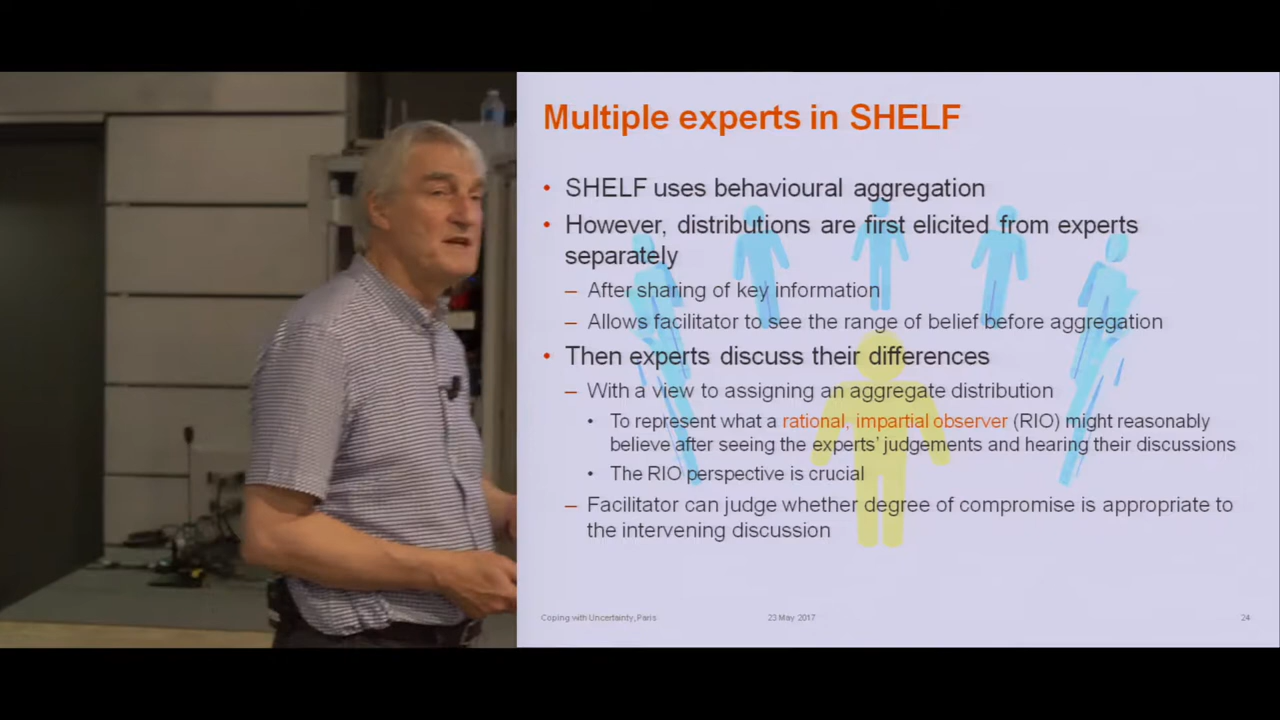 Multiple experts in SHELF
• SHELF uses behavioural aggregation
• However, distributions are first elicited from experts
separately
– After sharing of key information
– Allows facilitator to see the range of belief before aggregation
• Then experts discuss their differences
– With a view to assigning an aggregate distribution
• To represent what a rational, impartial observer (RIO) might reasonably
believe after seeing the experts' judgements and hearing their discussions
• The RIO perspective is crucial
– Facilitator can judge whether degree of compromise is appropriate to
the intervening discussion
Coping with Uncertainty, Paris 23 May 2017 24